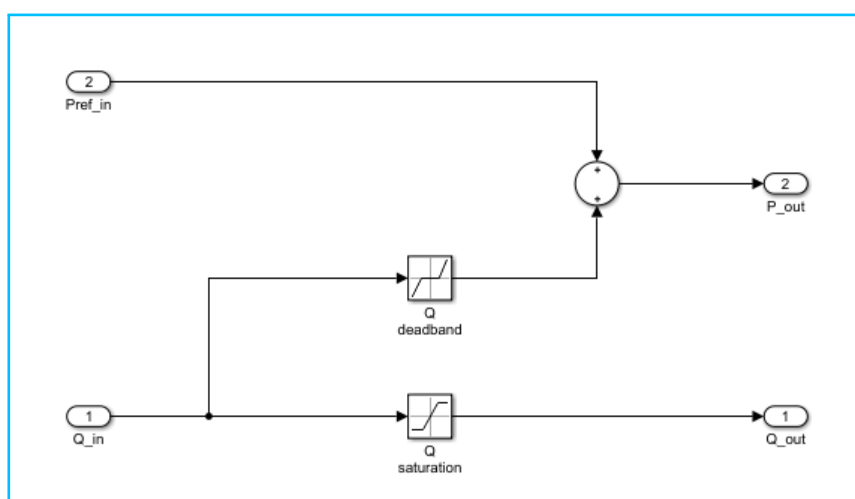 2
Pref_in
+
+
2
P_out
Q
deadband
1
Q_in
Q
saturation
1
Q_out